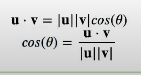 u · v = |u||v|cos(θ)
cos(θ) = u · v / |u||v|